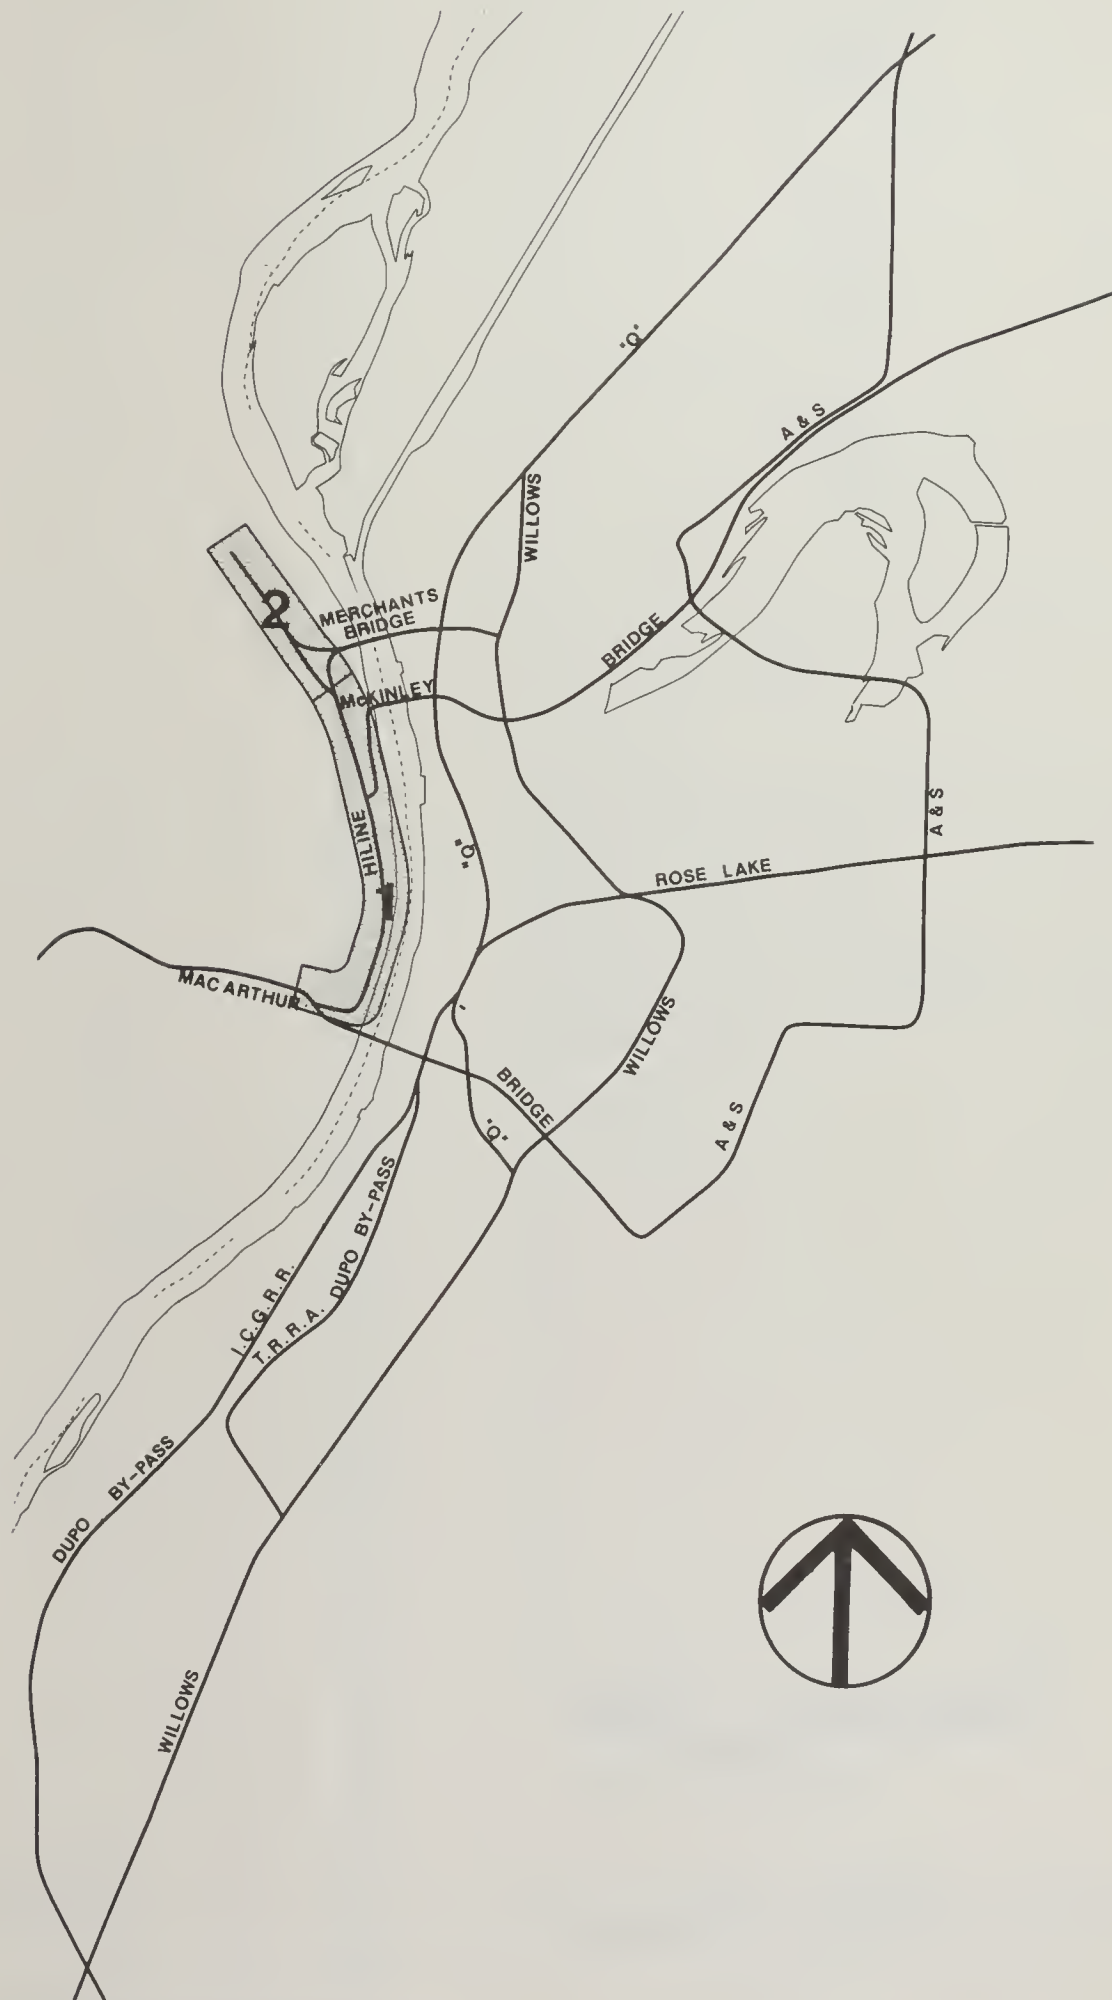 "Q"
A & S
WILLOWS
2
MERCHANTS
BRIDGE
BRIDGE
McKINLEY
A & S
HILINE
"Q"
ROSE LAKE
MAC ARTHUR
WILLOWS
BRIDGE
"Q"
A & S
DUPO BY-PASS
I.C.G.R.R.
T.R.R.A.
DUPO BY-PASS
WILLOWS